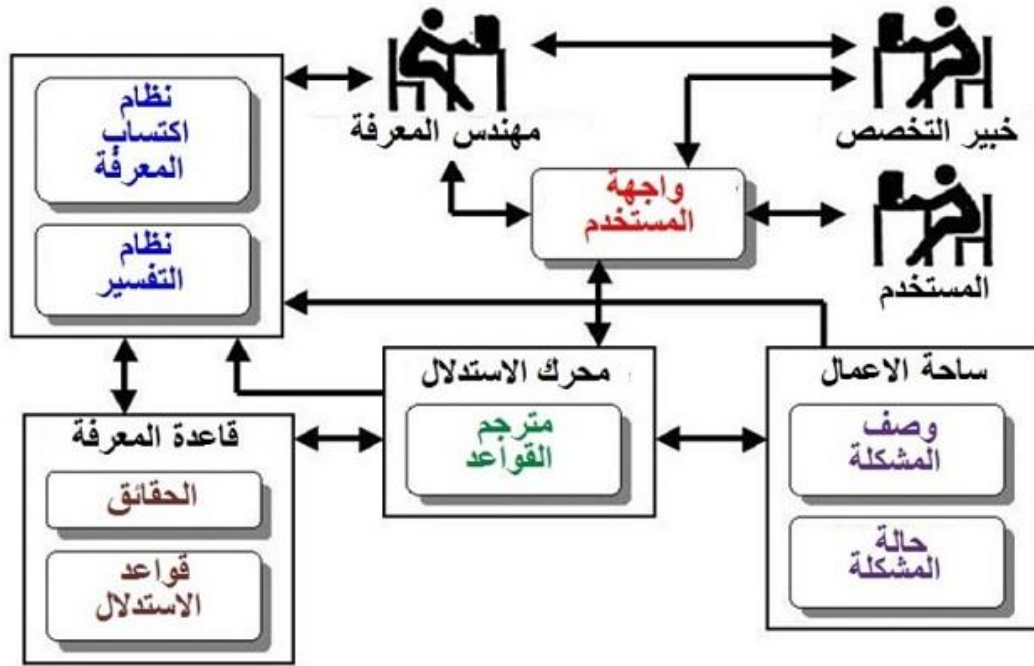 مهندس المعرفة
خبير التخصص
نظام
اكتساب
المعرفة
نظام
التفسير
واجهة
المستخدم
المستخدم
محرك الاستدلال
مترجم
القواعد
ساحة الاعمال
وصف
المشكلة
حالة
المشكلة
قاعدة المعرفة
الحقائق
قواعد
الاستدلال